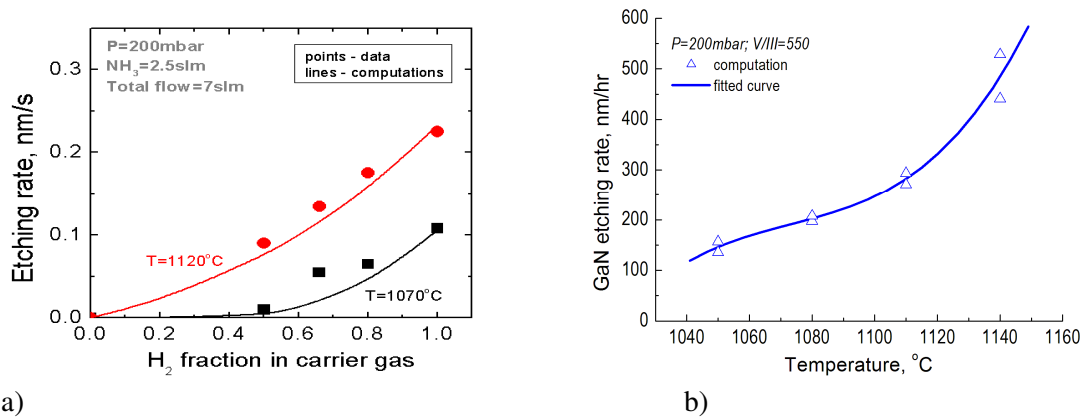 P=200mbar
NH3=2.5slm
Total flow=7slm
points - data
lines - computations
0.3
0.2
0.1
0.0
Etching rate, nm/s
T=1120°C
T=1070°C
0.0 0.2 0.4 0.6 0.8 1.0
H2 fraction in carrier gas
a)
600
500
400
300
200
100
0
GaN etching rate, nm/hr
P=200mbar; V/III=550
computation
fitted curve
1040 1060 1080 1100 1120 1140 1160
Temperature, °C
b)